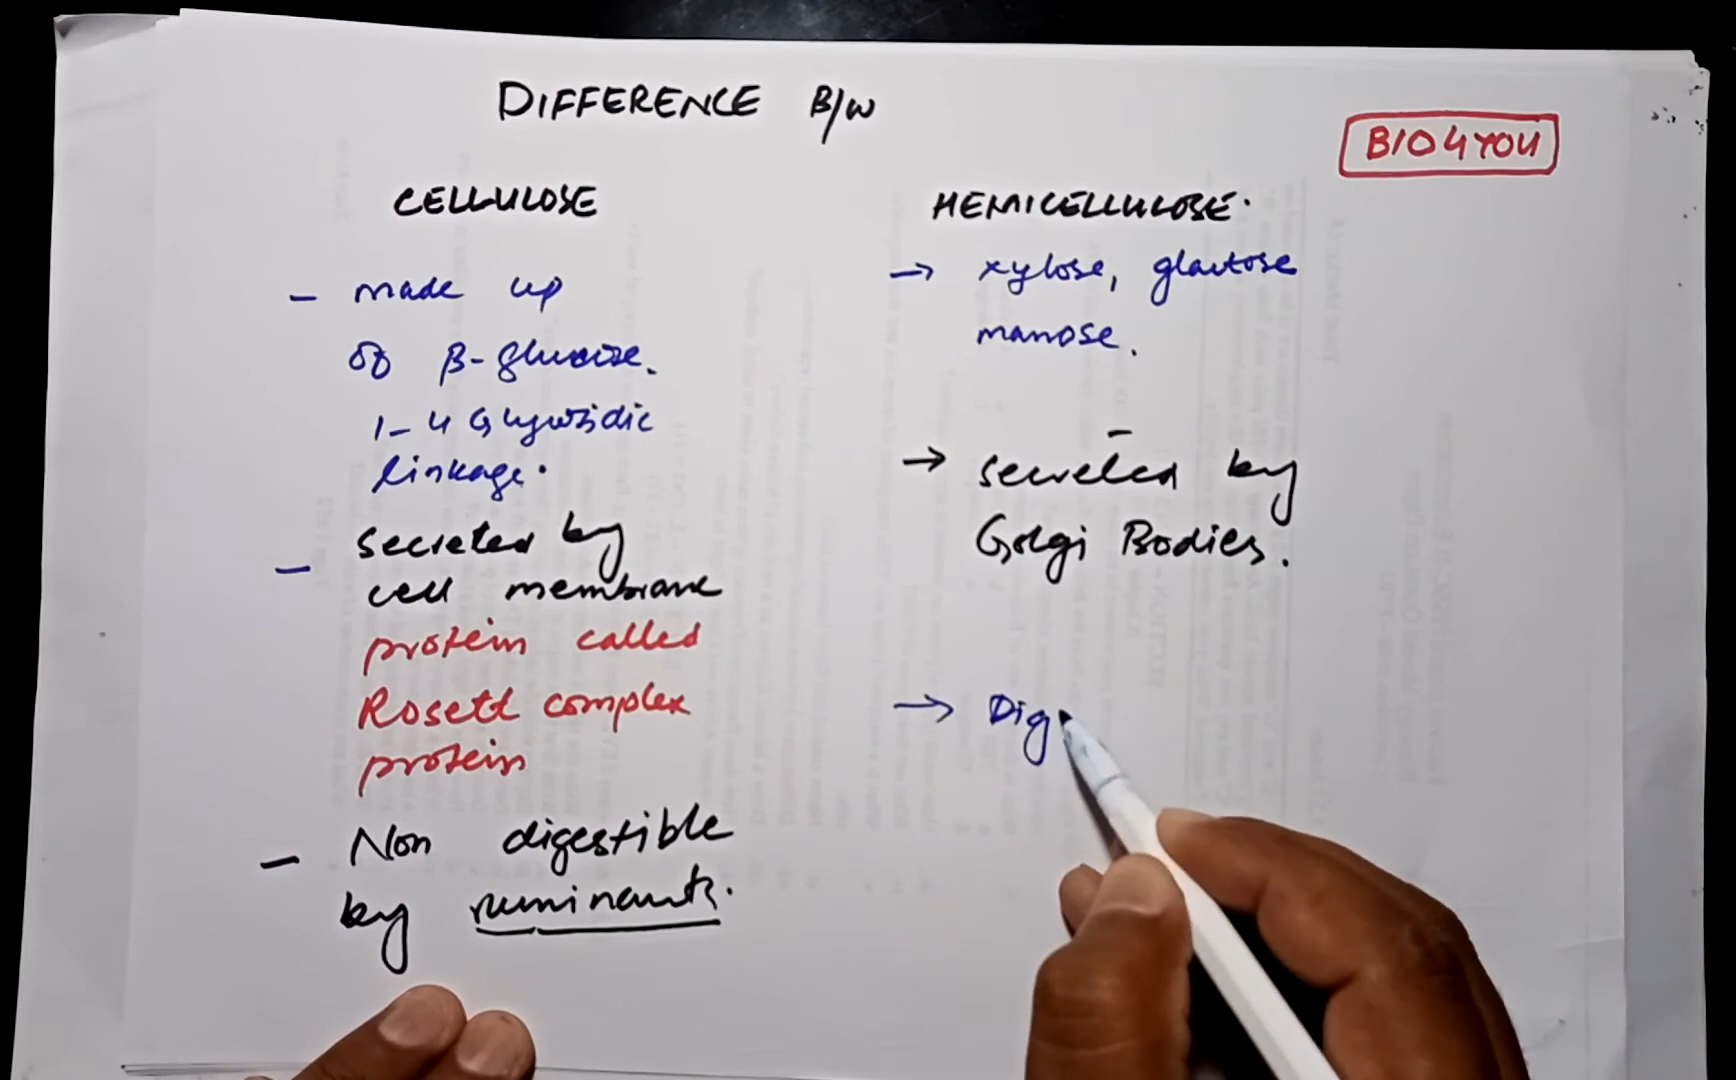 DIFFERENCE B/W
BIO4YOU
CELLULOSE
- made up
of β-glucose.
1-4 Glycosidic
linkage.
- secreted by
cell membrane
protein called
Rosett complex
protein
- Non digestible
by ruminants.
HEMICELLULOSE.
→ xylose, glactose
manose.
→ secreted by
Golgi Bodies.
→ Dig